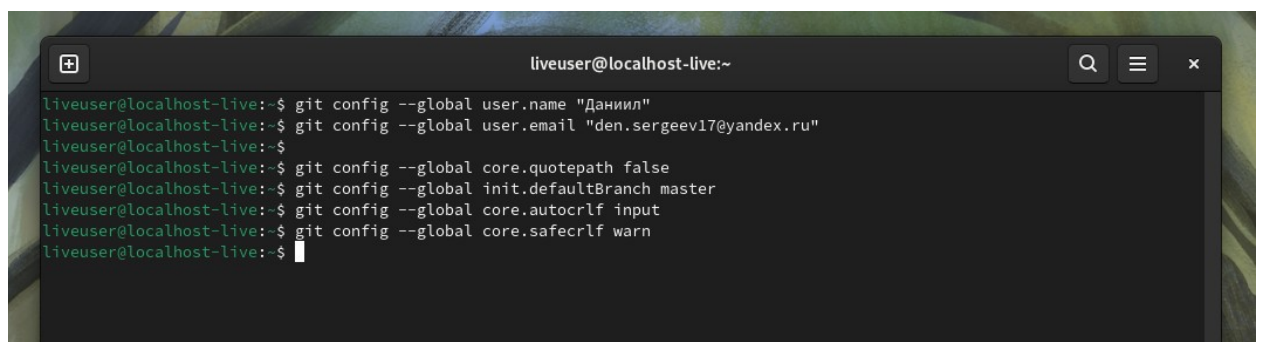 liveuser@localhost-live:~
liveuser@localhost-live:~$ git config --global user.name "Даниил"
liveuser@localhost-live:~$ git config --global user.email "den.sergeev17@yandex.ru"
liveuser@localhost-live:~$
liveuser@localhost-live:~$ git config --global core.quotepath false
liveuser@localhost-live:~$ git config --global init.defaultBranch master
liveuser@localhost-live:~$ git config --global core.autocrlf input
liveuser@localhost-live:~$ git config --global core.safecrlf warn
liveuser@localhost-live:~$